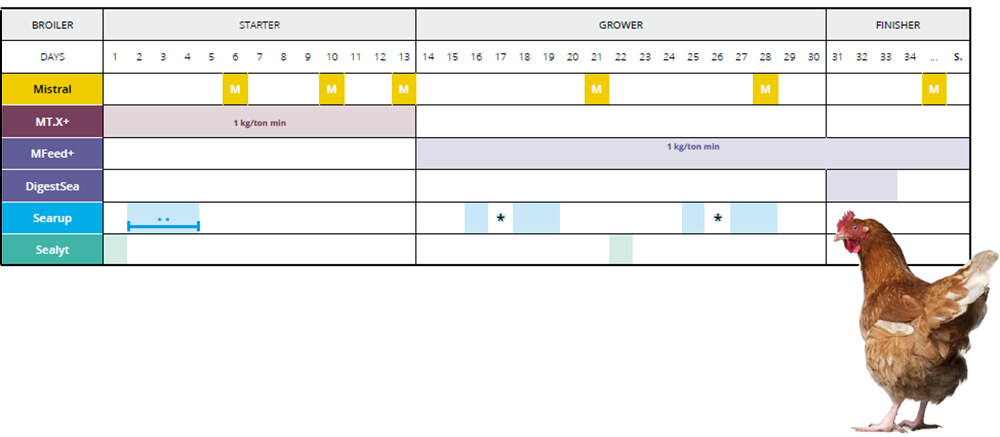 BROILER STARTER GROWER FINISHER
DAYS 1 2 3 4 5 6 7 8 9 10 11 12 13 14 15 16 17 18 19 20 21 22 23 24 25 26 27 28 29 30 31 32 33 34 ... S.
Mistral M M M M M M
MT.X+ 1 kg/ton min
MFeed+ 1 kg/ton min
DigestSea
Searup •• * *
Sealyt